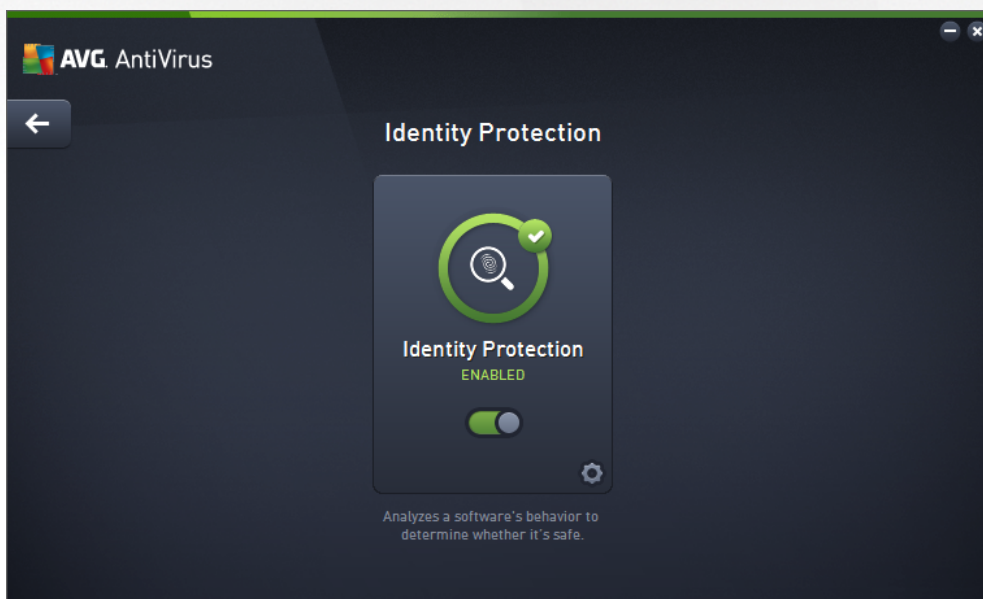 AVG. AntiVirus
Identity Protection
Identity Protection
ENABLED
Analyzes a software's behavior to
determine whether it's safe.